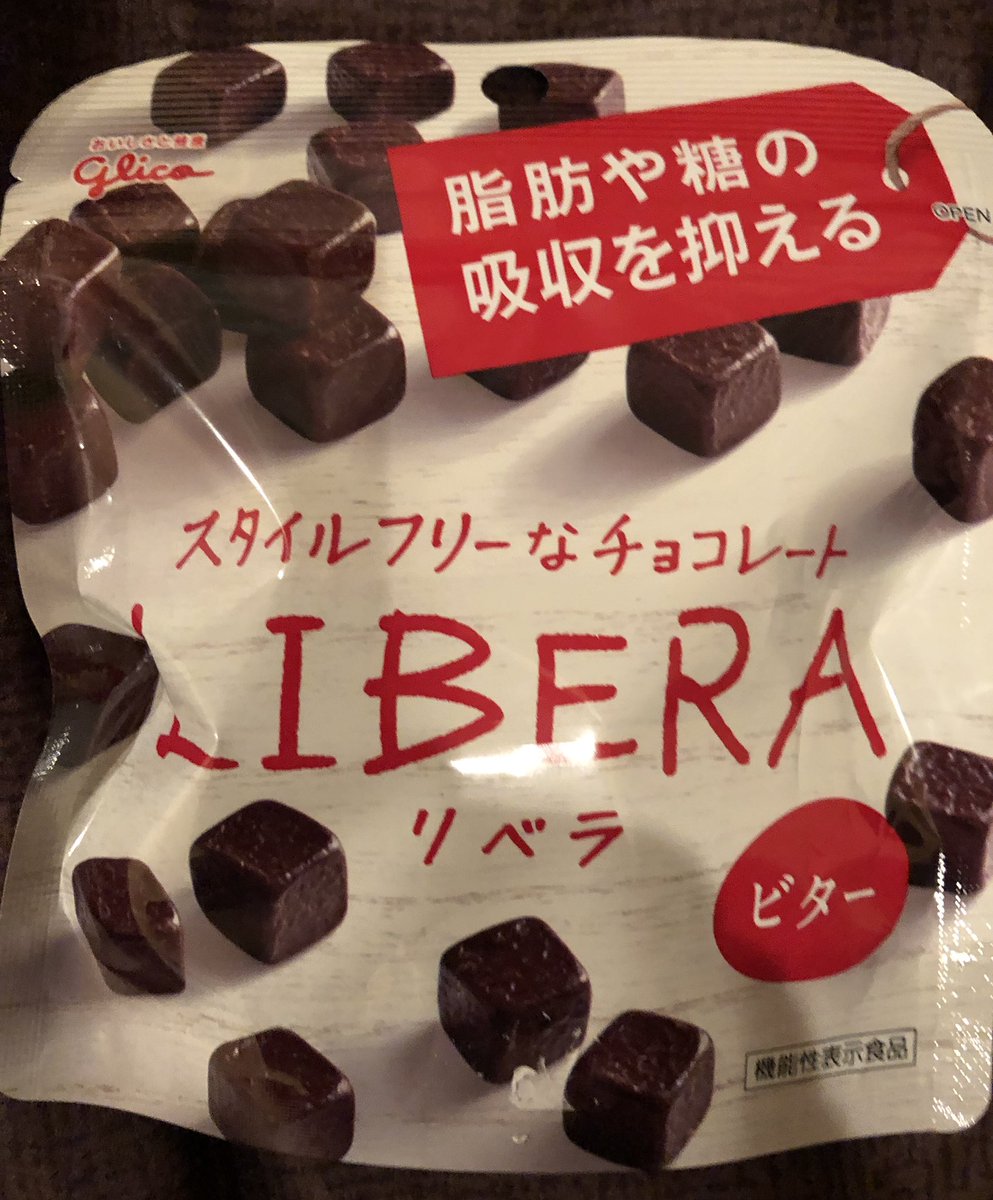 おいしさと健康
Glico
脂肪や糖の
吸収を抑える
OPEN
スタイルフリーなチョコレート
LIBERA
リベラ
ビター
機能性表示食品